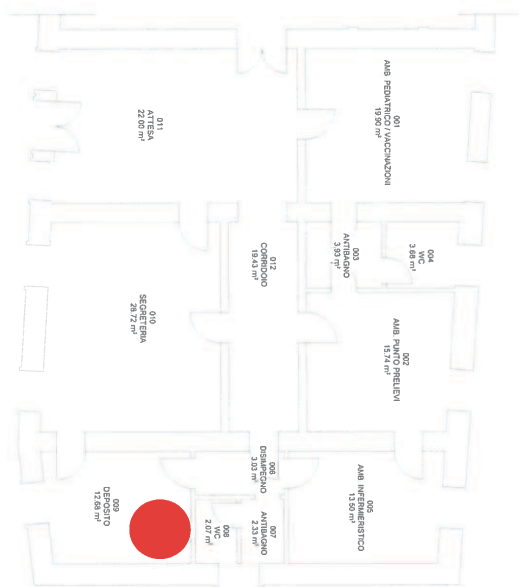 001
AMB. PEDIATRICO / VACCINAZIONI
19.90 m²
011
ATTESA
22.00 m²
004
WC
3.68 m²
003
ANTIBAGNO
3.93 m²
012
CORRIDOIO
19.43 m²
010
SEGRETERIA
28.72 m²
002
AMB. PUNTO PRELIEVI
15.74 m²
006
DISIMPEGNO
3.03 m²
005
AMB. INFERMIERISTICO
13.50 m²
009
DEPOSITO
12.68 m²
007
ANTIBAGNO
2.33 m²
008
WC
2.07 m²